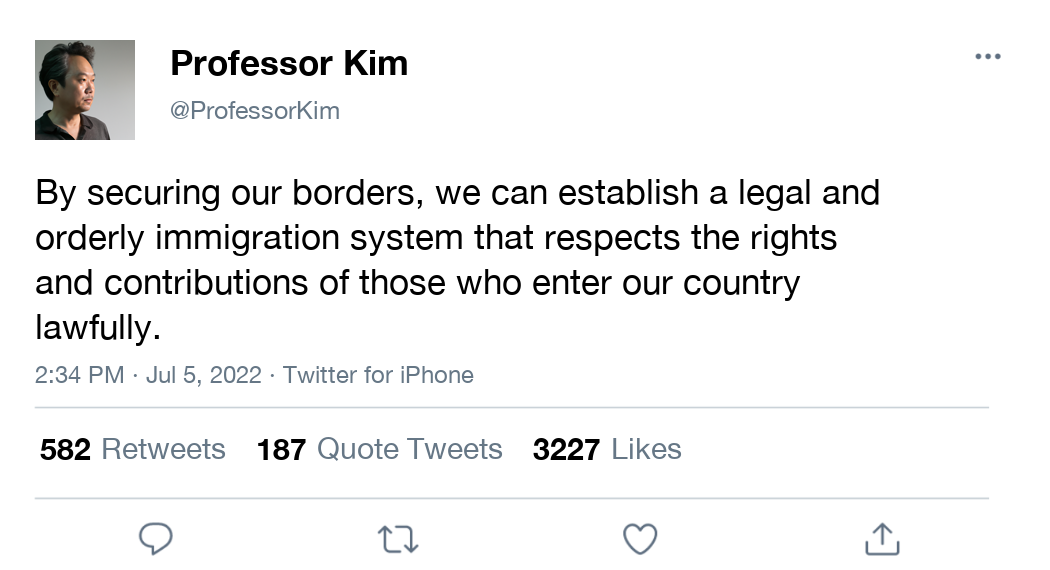 Professor Kim
@ProfessorKim
By securing our borders, we can establish a legal and
orderly immigration system that respects the rights
and contributions of those who enter our country
lawfully.
2:34 PM · Jul 5, 2022 · Twitter for iPhone
582 Retweets 187 Quote Tweets 3227 Likes